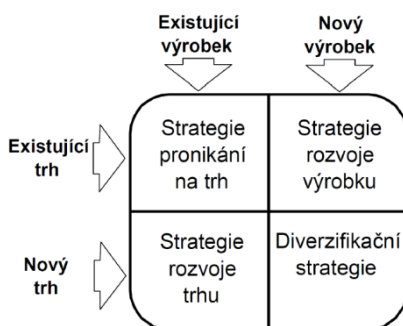 Existující
výrobek
Nový
výrobek
Existující
trh
Strategie
pronikání
na trh
Strategie
rozvoje
výrobku
Nový
trh
Strategie
rozvoje
trhu
Diverzifikační
strategie